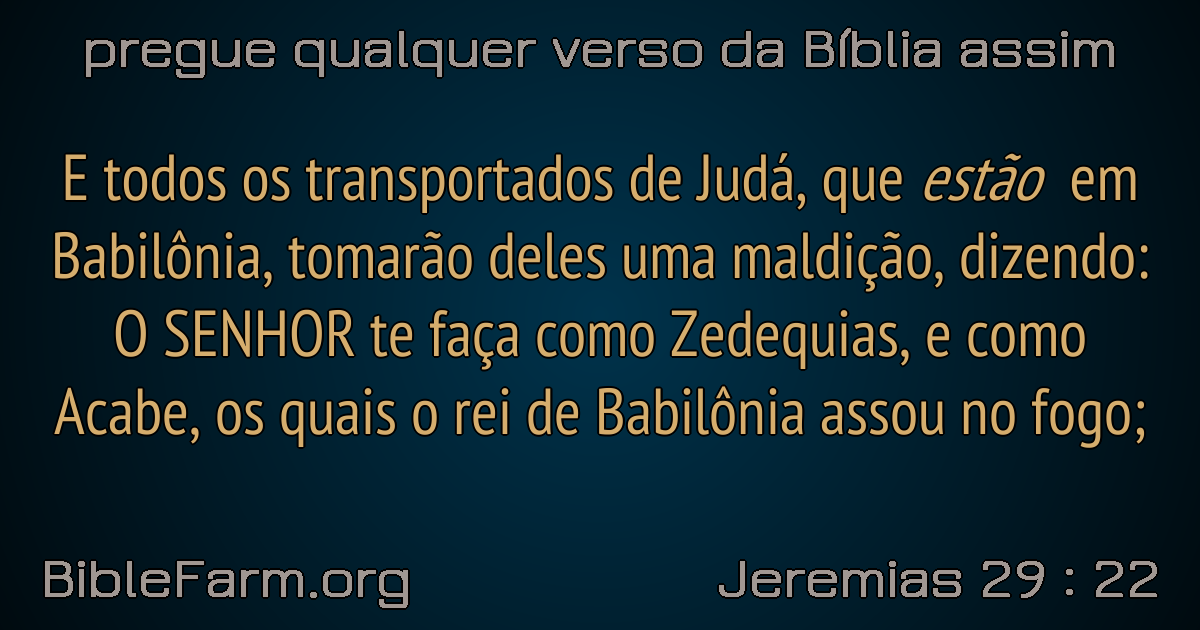 pregue qualquer verso da Bíblia assim
E todos os transportados de Judá, que estão em
Babilônia, tomarão deles uma maldição, dizendo:
O SENHOR te faça como Zedequias, e como
Acabe, os quais o rei de Babilônia assou no fogo;
BibleFarm.org
Jeremias 29 : 22